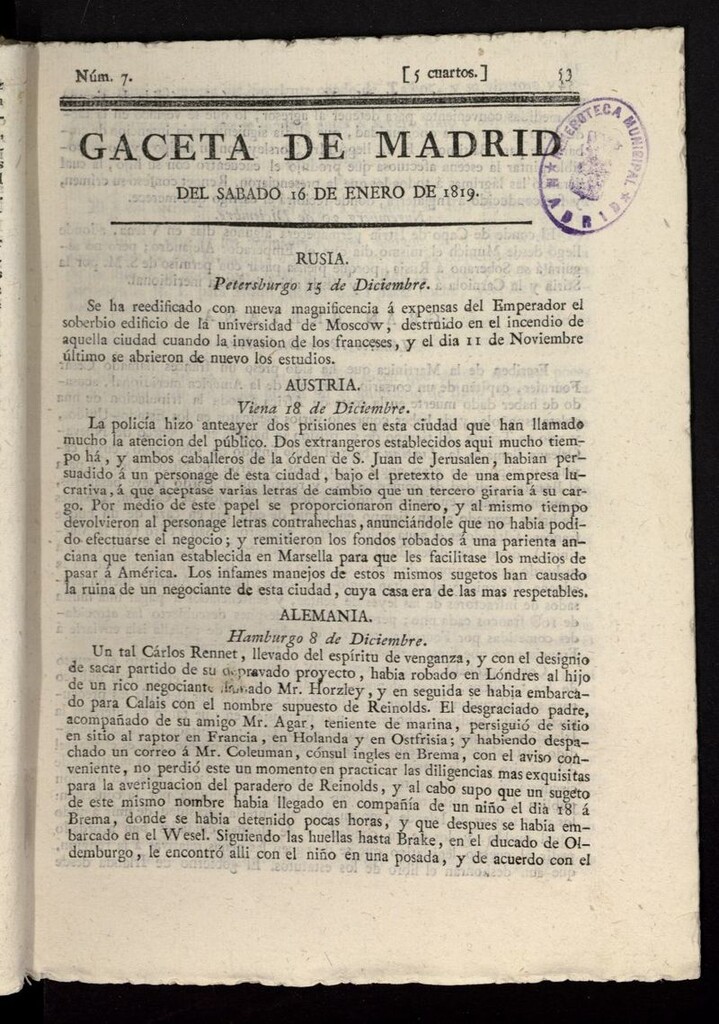 Núm. 7.
[ 5 cuartos. ]
53
GACETA DE MADRID
HEMEROTECA MUNICIPAL
MADRID
DEL SABADO 16 DE ENERO DE 1819.
RUSIA.
Petersburgo 15 de Diciembre.
Se ha reedificado con nueva magnificencia á expensas del Emperador el
soberbio edificio de la universidad de Moscow, destruido en el incendio de
aquella ciudad cuando la invasion de los franceses, y el dia 11 de Noviembre
último se abrieron de nuevo los estudios.
AUSTRIA.
Viena 18 de Diciembre.
La policía hizo anteayer dos prisiones en esta ciudad que han llamado
mucho la atencion del público. Dos extrangeros establecidos aqui mucho tiem-
po há, y ambos caballeros de la órden de S. Juan de Jerusalen, habian per-
suadido á un personage de esta ciudad, bajo el pretexto de una empresa lu-
crativa, á que aceptase varias letras de cambio que un tercero giraria á su car-
go. Por medio de este papel se proporcionaron dinero, y al mismo tiempo
devolvieron al personage letras contrahechas, anunciándole que no habia podi-
do efectuarse el negocio; y remitieron los fondos robados á una parienta an-
ciana que tenian establecida en Marsella para que les facilitase los medios de
pasar á América. Los infames manejos de estos mismos sugetos han causado
la ruina de un negociante de esta ciudad, cuya casa era de las mas respetables.
ALEMANIA.
Hamburgo 8 de Diciembre.
Un tal Cárlos Rennet, llevado del espíritu de venganza, y con el designio
de sacar partido de su depravado proyecto, habia robado en Lóndres al hijo
de un rico negociante llamado Mr. Horzley, y en seguida se habia embarca-
do para Calais con el nombre supuesto de Reinolds. El desgraciado padre,
acompañado de su amigo Mr. Agar, teniente de marina, persiguió de sitio
en sitio al raptor en Francia, en Holanda y en Ostfrisia; y habiendo despa-
chado un correo á Mr. Coleuman, cónsul ingles en Brema, con el aviso con-
veniente, no perdió este un momento en practicar las diligencias mas exquisitas
para la averiguacion del paradero de Reinolds, y al cabo supo que un sugeto
de este mismo nombre habia llegado en compañía de un niño el dia 18 á
Brema, donde se habia detenido pocas horas, y que despues se habia em-
barcado en el Wesel. Siguiendo las huellas hasta Brake, en el ducado de Ol-
demburgo, le encontró alli con el niño en una posada, y de acuerdo con el